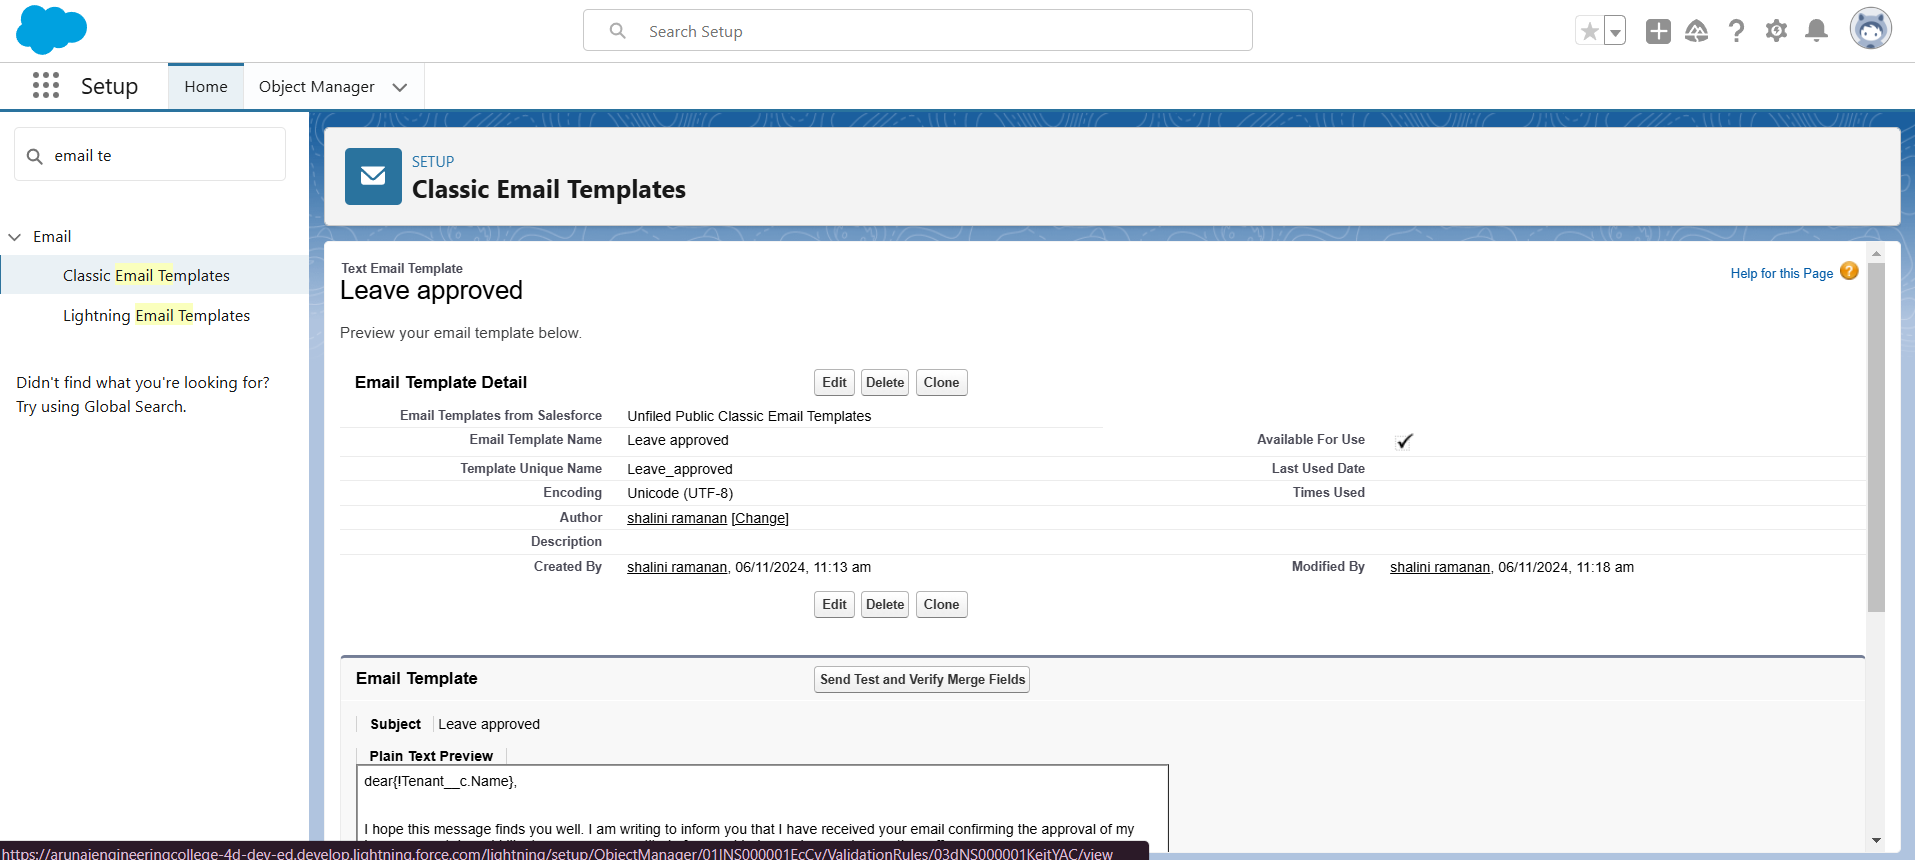 Search Setup
Setup
Home
Object Manager
email te
Email
Classic Email Templates
Lightning Email Templates
Didn't find what you're looking for?
Try using Global Search.
SETUP
Classic Email Templates
Text Email Template
Leave approved
Help for this Page
Preview your email template below.
Email Template Detail
Edit Delete Clone
Email Templates from Salesforce Unfiled Public Classic Email Templates
Email Template Name Leave approved Available For Use
Template Unique Name Leave_approved Last Used Date
Encoding Unicode (UTF-8) Times Used
Author shalini ramanan [Change]
Description
Created By shalini ramanan, 06/11/2024, 11:13 am Modified By shalini ramanan, 06/11/2024, 11:18 am
Edit Delete Clone
Email Template
Send Test and Verify Merge Fields
Subject Leave approved
Plain Text Preview
dear{!Tenant__c.Name},
I hope this message finds you well. I am writing to inform you that I have received your email confirming the approval of my
https://arunaiengineeringcollege-4d-dev-ed.develop.lightning.force.com/lightning/setup/ObjectManager/01INS000001EcCv/ValidationRules/03dNS000001KeitYAC/view